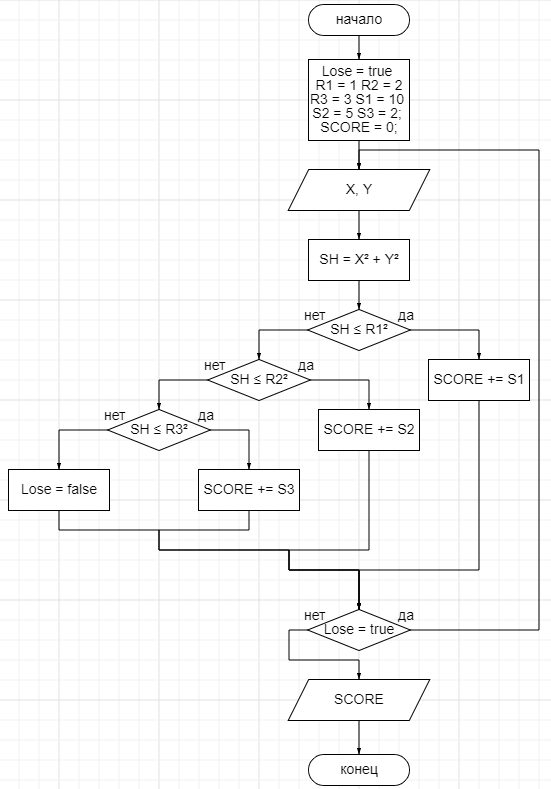 начало
Lose = true
R1 = 1 R2 = 2
R3 = 3 S1 = 10
S2 = 5 S3 = 2;
SCORE = 0;
X, Y
SH = X² + Y²
нет
да
SH ≤ R1²
нет
да
SH ≤ R2²
SCORE += S1
нет
да
SH ≤ R3²
SCORE += S2
Lose = false
SCORE += S3
нет
да
Lose = true
SCORE
конец